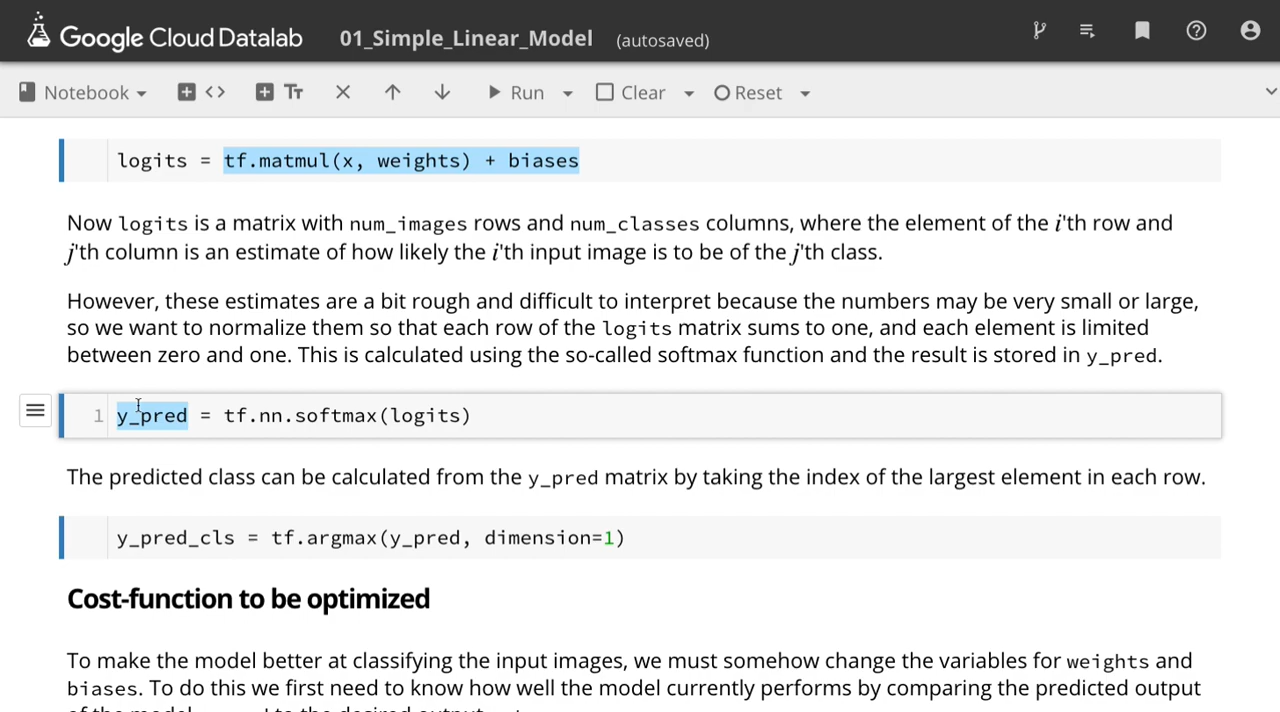 Google Cloud Datalab 01_Simple_Linear_Model (autosaved)
Notebook Tt Run Clear Reset
logits = tf.matmul(x, weights) + biases
Now logits is a matrix with num_images rows and num_classes columns, where the element of the i'th row and
j'th column is an estimate of how likely the i'th input image is to be of the j'th class.
However, these estimates are a bit rough and difficult to interpret because the numbers may be very small or large,
so we want to normalize them so that each row of the logits matrix sums to one, and each element is limited
between zero and one. This is calculated using the so-called softmax function and the result is stored in y_pred.
1 y_pred = tf.nn.softmax(logits)
The predicted class can be calculated from the y_pred matrix by taking the index of the largest element in each row.
y_pred_cls = tf.argmax(y_pred, dimension=1)
Cost-function to be optimized
To make the model better at classifying the input images, we must somehow change the variables for weights and
biases. To do this we first need to know how well the model currently performs by comparing the predicted output